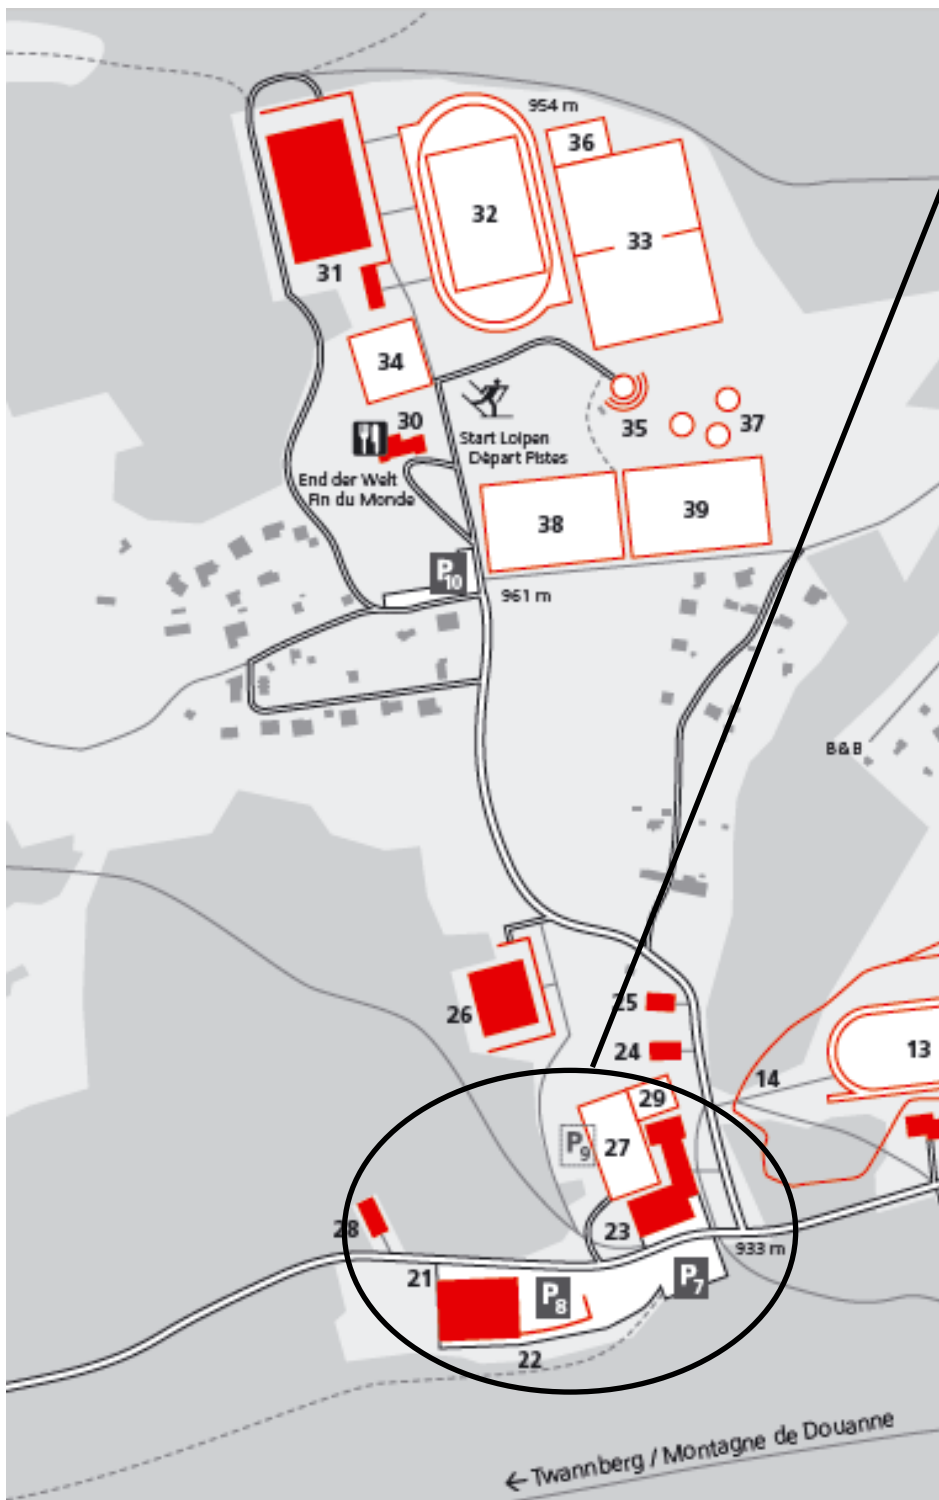 954 m
36
32
33
31
34
30
35
37
Start Loipen
Départ Pistes
End der Welt
Fin du Monde
38
39
P10
961 m
B&B
26
25
24
13
14
29
P9
27
28
23
933 m
21
P8
P7
22
← Twannberg / Montagne de Douanne